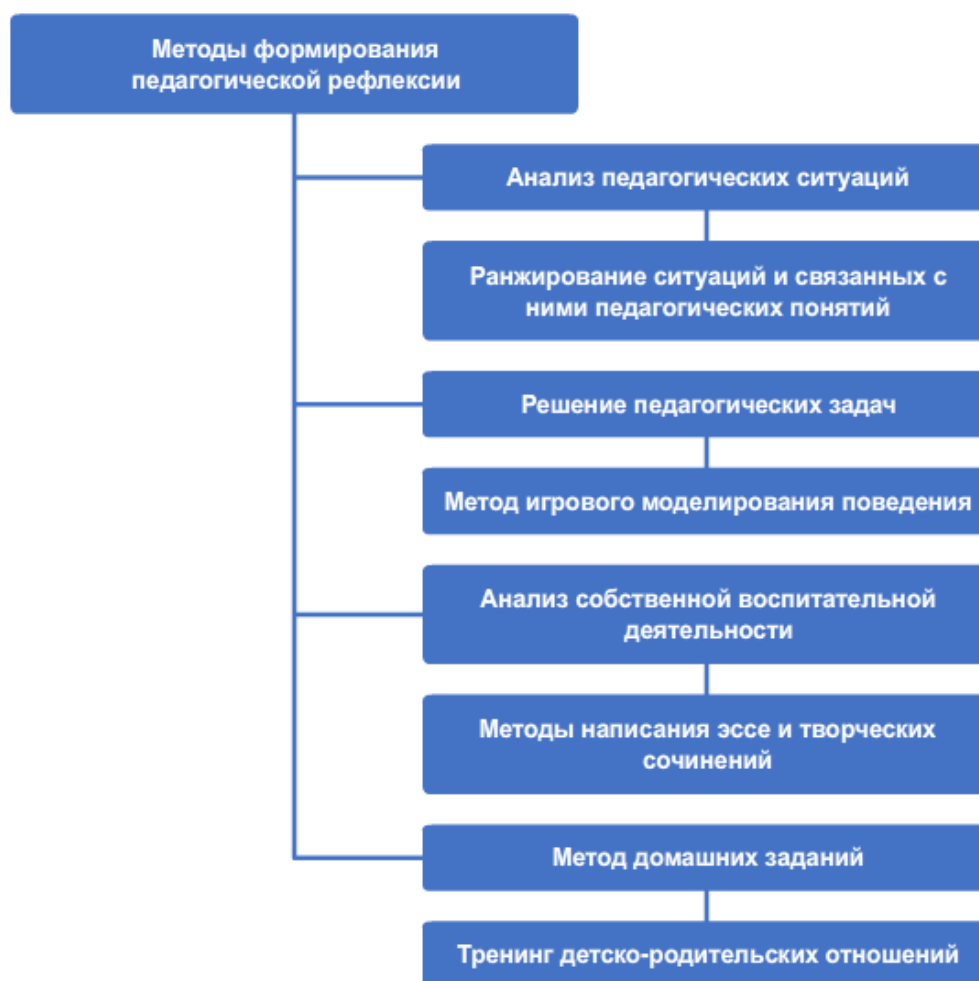 Методы формирования
педагогической рефлексии
Анализ педагогических ситуаций
Ранжирование ситуаций и связанных с
ними педагогических понятий
Решение педагогических задач
Метод игрового моделирования поведения
Анализ собственной воспитательной
деятельности
Методы написания эссе и творческих
сочинений
Метод домашних заданий
Тренинг детско-родительских отношений